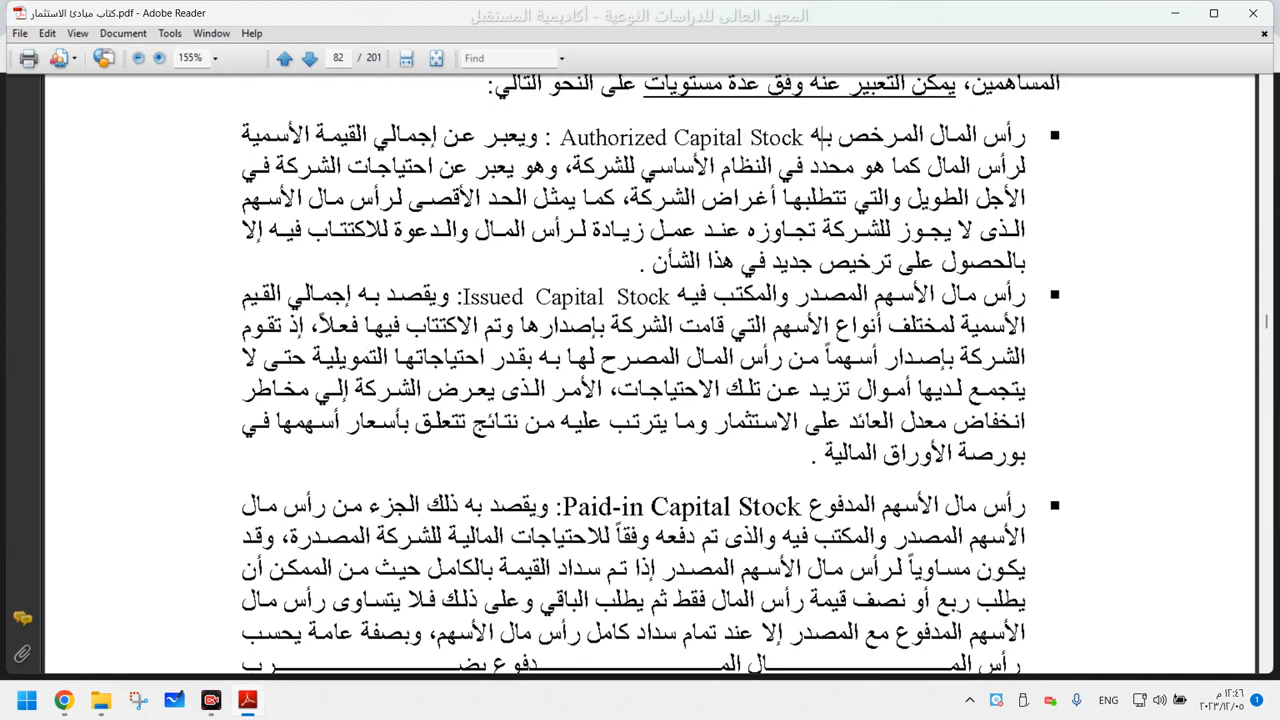 كتاب مبادئ الاستثمار.pdf - Adobe Reader
المعهد العالى للدراسات النوعية - أكاديمية المستقبل
File Edit View Document Tools Window Help
155% 82 / 201 Find
المساهمين، يمكن التعبير عنه وفق عدة مستويات على النحو التالي:
▪ رأس المال المرخص به Authorized Capital Stock : ويعبر عن إجمالي القيمة الأسمية
لرأس المال كما هو محدد في النظام الأساسي للشركة، وهو يعبر عن احتياجات الشركة في
الأجل الطويل والتي تتطلبها أغراض الشركة، كما يمثل الحد الأقصى لرأس مال الأسهم
الذى لا يجوز للشركة تجاوزه عند عمل زيادة لرأس المال والدعوة للاكتتاب فيه إلا
بالحصول على ترخيص جديد في هذا الشأن .
▪ رأس مال الأسهم المصدر والمكتب فيه Issued Capital Stock: ويقصد به إجمالي القيم
الأسمية لمختلف أنواع الأسهم التي قامت الشركة بإصدارها وتم الاكتتاب فيها فعلاً، إذ تقوم
الشركة بإصدار أسهماً من رأس المال المصرح لها به بقدر احتياجاتها التمويلية حتى لا
يتجمع لديها أموال تزيد عن تلك الاحتياجات، الأمر الذى يعرض الشركة إلي مخاطر
انخفاض معدل العائد على الاستثمار وما يترتب عليه من نتائج تتعلق بأسعار أسهمها في
بورصة الأوراق المالية .
▪ رأس مال الأسهم المدفوع Paid-in Capital Stock: ويقصد به ذلك الجزء من رأس مال
الأسهم المصدر والمكتب فيه والذى تم دفعه وفقاً للاحتياجات المالية للشركة المصدرة، وقد
يكون مساوياً لرأس مال الأسهم المصدر إذا تم سداد القيمة بالكامل حيث من الممكن أن
يطلب ربع أو نصف قيمة رأس المال فقط ثم يطلب الباقي وعلى ذلك فلا يتساوى رأس مال
الأسهم المدفوع مع المصدر إلا عند تمام سداد كامل رأس مال الأسهم، وبصفة عامة يحسب
رأس المال المدفوع بضرب
ENG ١٢:٤٦ م
٢٠٢٣/١٢/٠٥